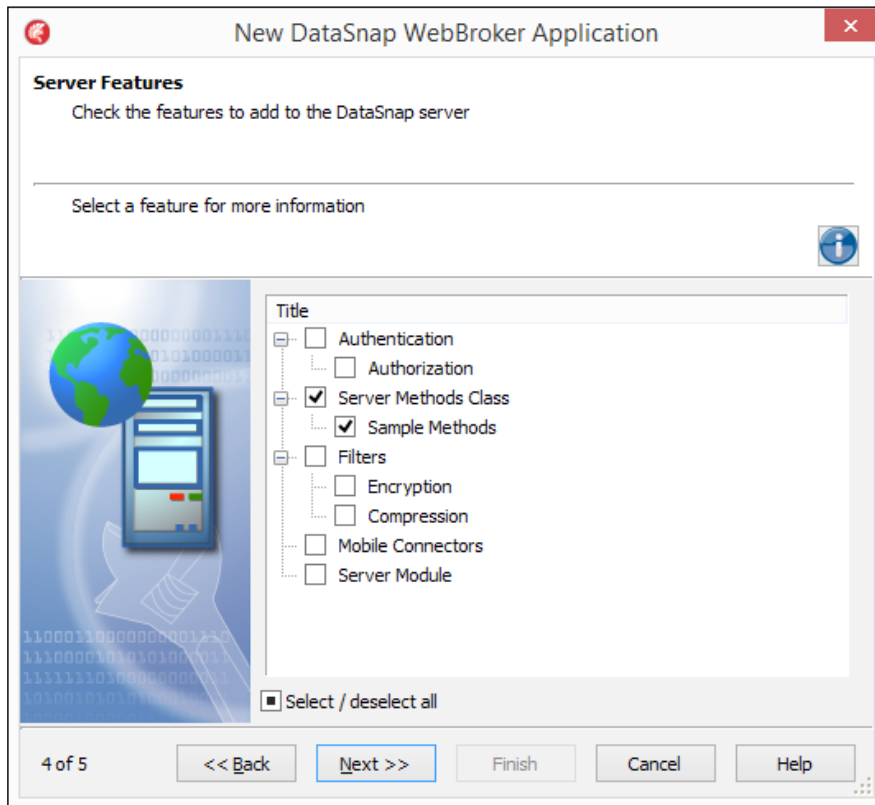 New DataSnap WebBroker Application
Server Features
Check the features to add to the DataSnap server
Select a feature for more information
Title
Authentication
Authorization
Server Methods Class
Sample Methods
Filters
Encryption
Compression
Mobile Connectors
Server Module
Select / deselect all
4 of 5
<< Back
Next >>
Finish
Cancel
Help